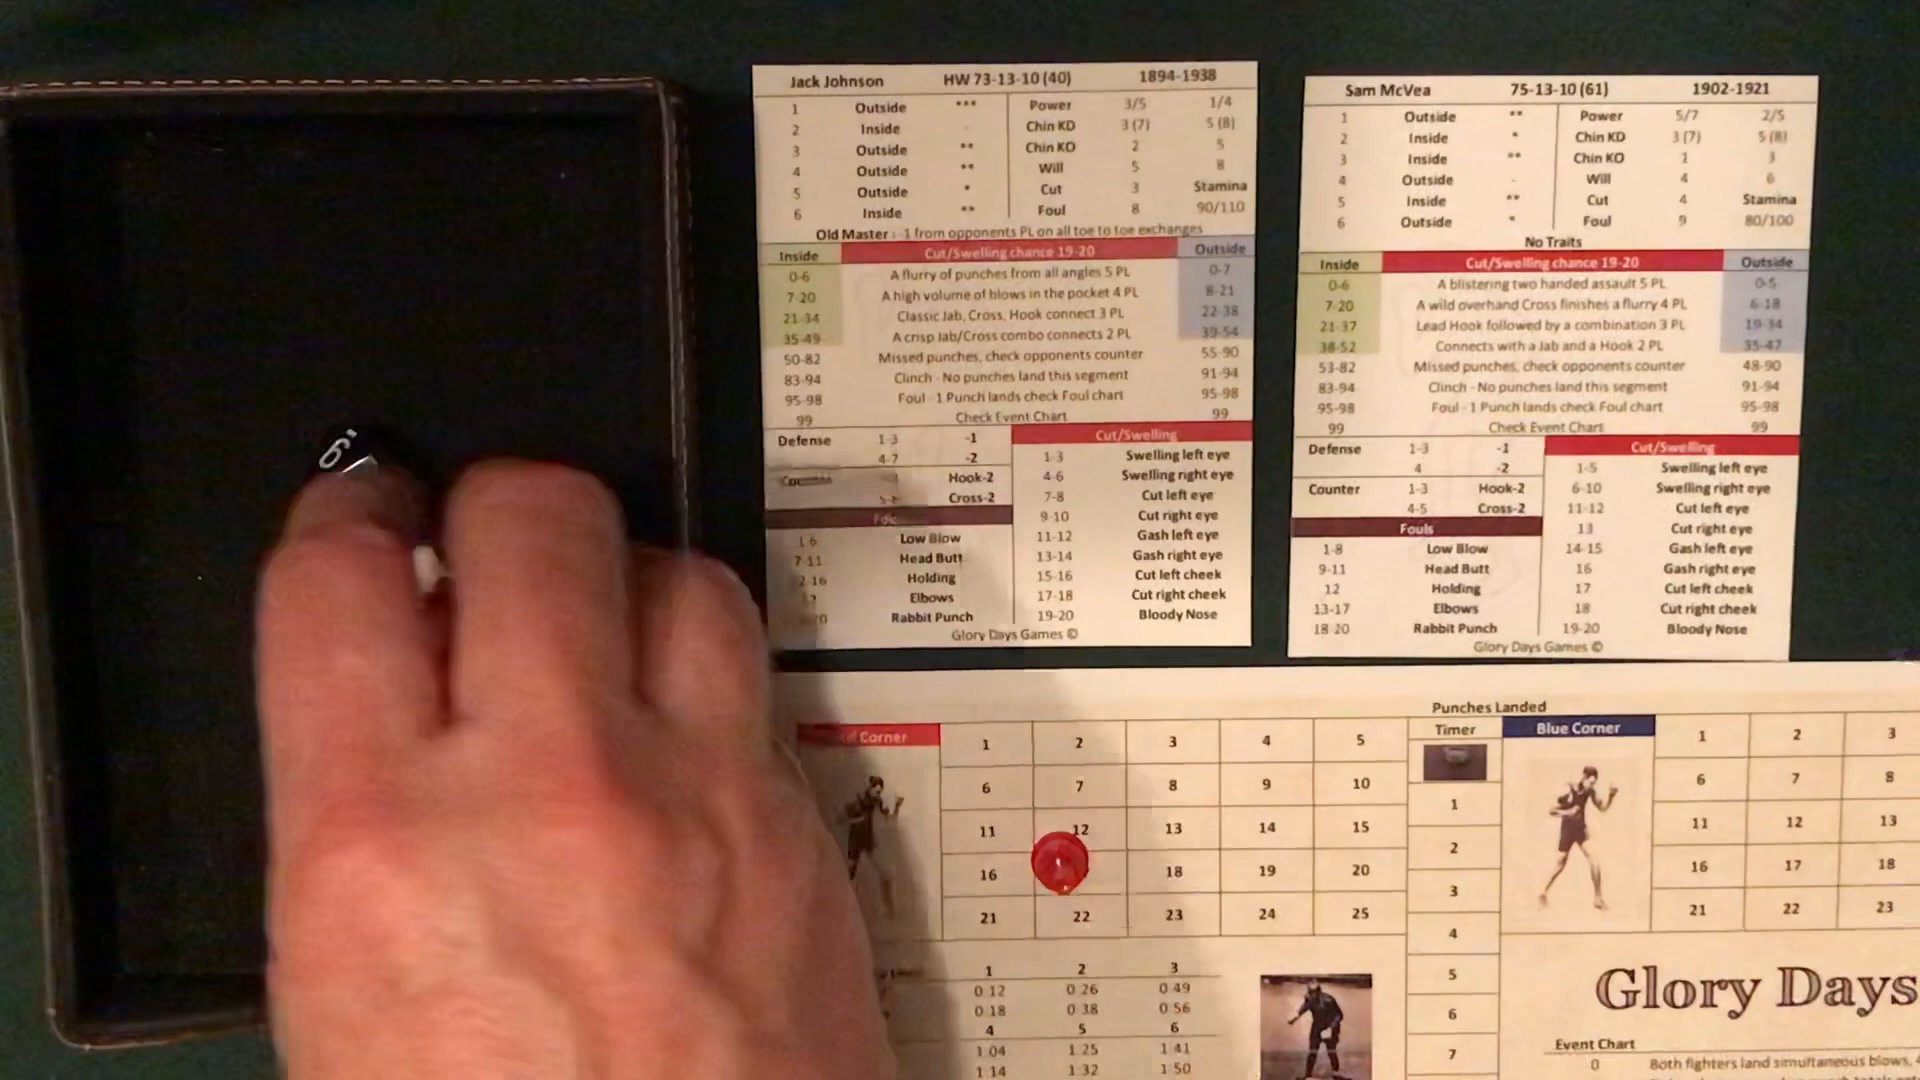 Jack Johnson HW 73-13-10 (40) 1894-1938
1 Outside *** Power 3/5 1/4
2 Inside - Chin KD 3 (7) 5 (8)
3 Outside ** Chin KO 2 5
4 Outside ** Will 5 8
5 Outside * Cut 3 Stamina
6 Inside ** Foul 8 90/110
Old Master : -1 from opponents PL on all toe to toe exchanges
Inside Cut/Swelling chance 19-20 Outside
0-6 A flurry of punches from all angles 5 PL 0-7
7-20 A high volume of blows in the pocket 4 PL 8-21
21-34 Classic Jab, Cross, Hook connect 3 PL 22-38
35-49 A crisp Jab/Cross combo connects 2 PL 39-54
50-82 Missed punches, check opponents counter 55-90
83-94 Clinch - No punches land this segment 91-94
95-98 Foul - 1 Punch lands check Foul chart 95-98
99 Check Event Chart 99
Defense 1-3 -1 Cut/Swelling
4-7 -2 1-3 Swelling left eye
Hook-2 4-6 Swelling right eye
Cross-2 7-8 Cut left eye
9-10 Cut right eye
1-6 Low Blow 11-12 Gash left eye
7-11 Head Butt 13-14 Gash right eye
2-16 Holding 15-16 Cut left cheek
Elbows 17-18 Cut right cheek
20 Rabbit Punch 19-20 Bloody Nose
Glory Days Games ©
Sam McVea 75-13-10 (61) 1902-1921
1 Outside ** Power 5/7 2/5
2 Inside * Chin KD 3 (7) 5 (8)
3 Inside ** Chin KO 1 3
4 Outside - Will 4 6
5 Inside ** Cut 4 Stamina
6 Outside * Foul 9 80/100
No Traits
Inside Cut/Swelling chance 19-20 Outside
0-6 A blistering two handed assault 5 PL 0-5
7-20 A wild overhand Cross finishes a flurry 4 PL 6-18
21-37 Lead Hook followed by a combination 3 PL 19-34
38-52 Connects with a Jab and a Hook 2 PL 35-47
53-82 Missed punches, check opponents counter 48-90
83-94 Clinch - No punches land this segment 91-94
95-98 Foul - 1 Punch lands check Foul chart 95-98
99 Check Event Chart 99
Defense 1-3 -1 Cut/Swelling
4 -2 1-5 Swelling left eye
Counter 1-3 Hook-2 6-10 Swelling right eye
4-5 Cross-2 11-12 Cut left eye
Fouls 13 Cut right eye
1-8 Low Blow 14-15 Gash left eye
9-11 Head Butt 16 Gash right eye
12 Holding 17 Cut left cheek
13-17 Elbows 18 Cut right cheek
18-20 Rabbit Punch 19-20 Bloody Nose
Glory Days Games ©
Punches Landed
Corner 1 2 3 4 5 Timer Blue Corner 1 2 3
6 7 8 9 10 6 7 8
11 12 13 14 15 1 11 12 13
16 18 19 20 2 16 17 18
21 22 23 24 25 3 21 22 23
4
5
6
7
1 2 3
0 12 0 26 0 49
0 18 0 38 0 56
4 5 6
1 04 1 25 1 41
1 14 1 32 1 50
Glory Days
Event Chart
0 Both fighters land simultaneous blows,
6